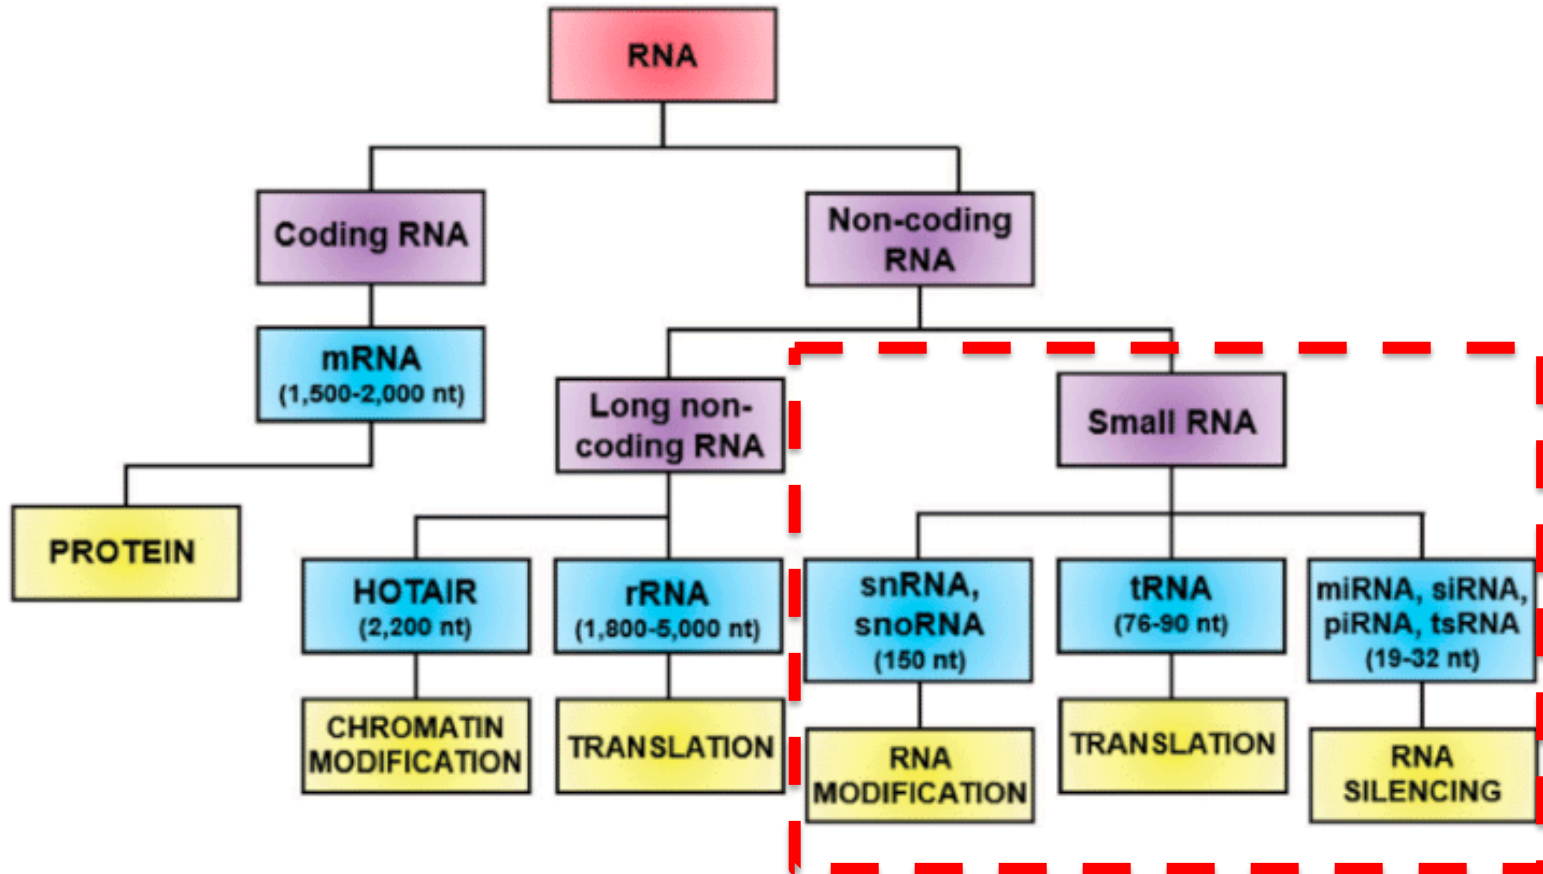 RNA
Coding RNA
Non-coding
RNA
mRNA
(1,500-2,000 nt)
Long non-
coding RNA
Small RNA
PROTEIN
HOTAIR
(2,200 nt)
rRNA
(1,800-5,000 nt)
snRNA,
snoRNA
(150 nt)
tRNA
(76-90 nt)
miRNA, siRNA,
piRNA, tsRNA
(19-32 nt)
CHROMATIN
MODIFICATION
TRANSLATION
RNA
MODIFICATION
TRANSLATION
RNA
SILENCING